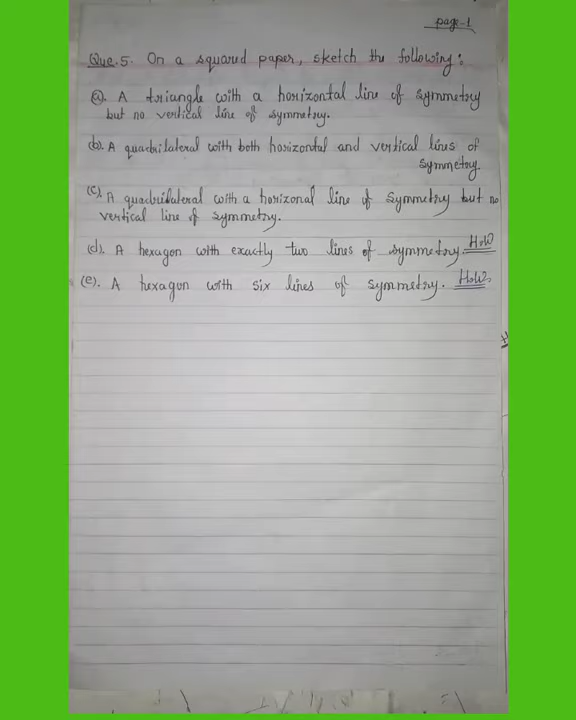 page-1
Que.5. On a squared paper, sketch the following:
(a). A triangle with a horizontal line of symmetry
but no vertical line of symmetry.
(b). A quadrilateral with both horizontal and vertical lines of
symmetry.
(c). A quadrilateral with a horizonal line of symmetry but no
vertical line of symmetry.
(d). A hexagon with exactly two lines of symmetry. H.W
(e). A hexagon with six lines of symmetry. H.W.